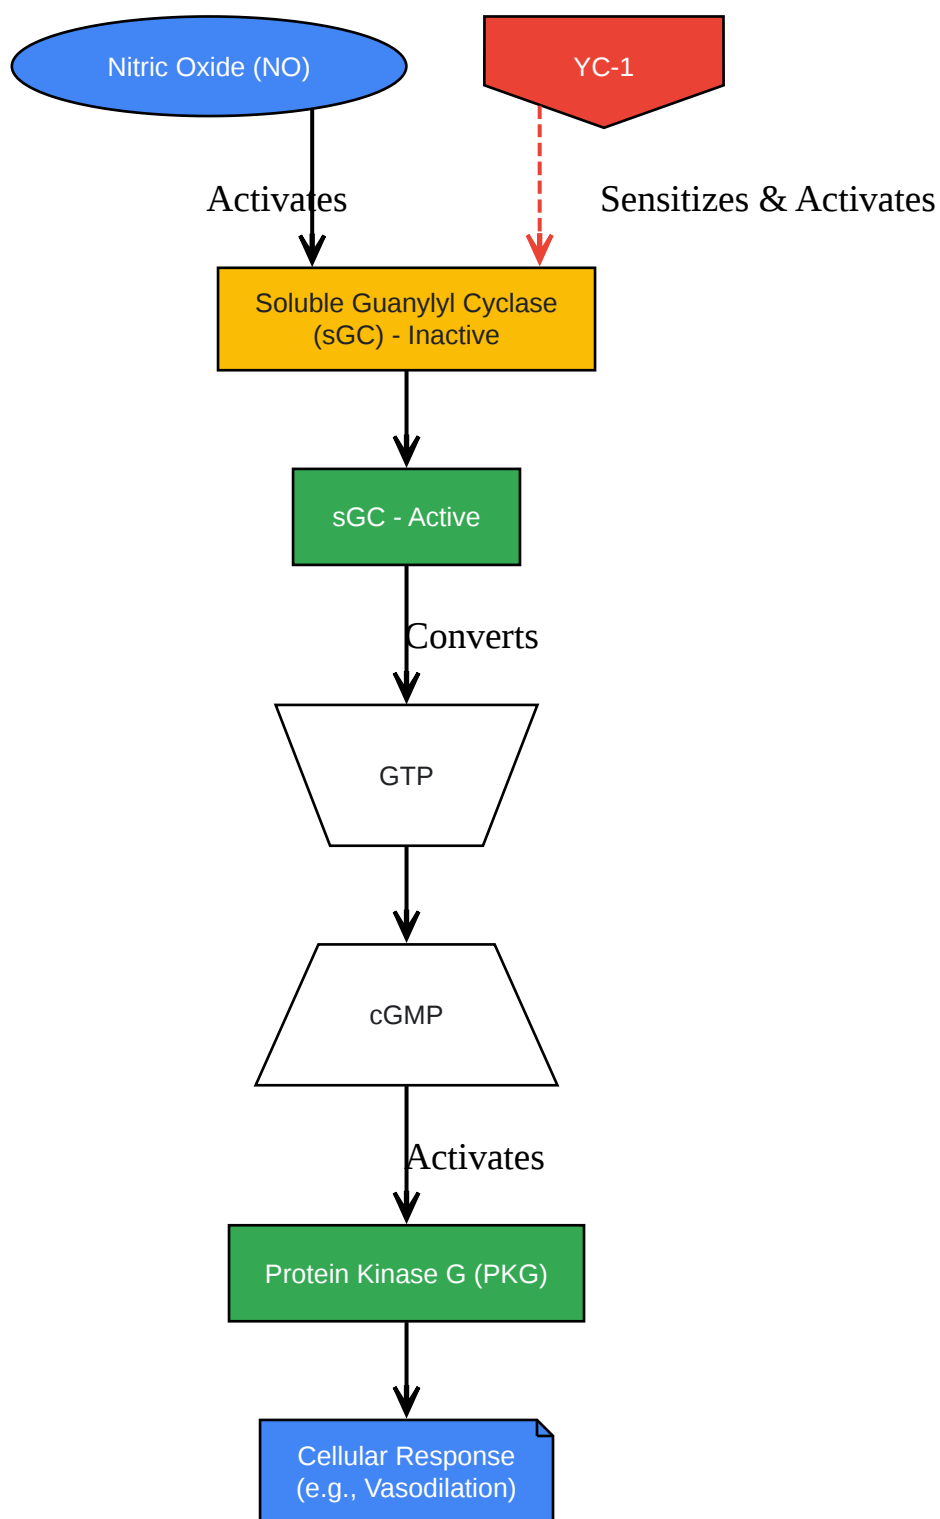 Nitric Oxide (NO)
YC-1
Activates
Sensitizes & Activates
Soluble Guanylyl Cyclase
(sGC) - Inactive
sGC - Active
Converts
GTP
cGMP
Activates
Protein Kinase G (PKG)
Cellular Response
(e.g., Vasodilation)